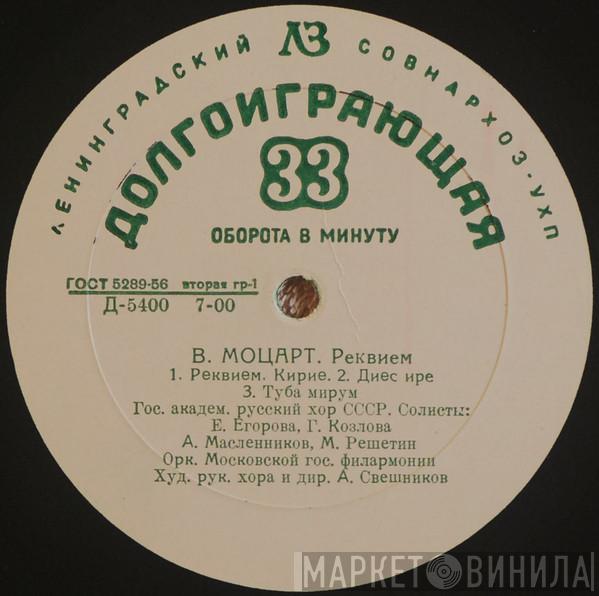 ЛЕНИНГРАДСКИЙ ЛЗ СОВНАРХОЗ-УХП
ДОЛГОИГРАЮЩАЯ
33
ОБОРОТА В МИНУТУ
ГОСТ 5289-56 вторая гр-1
Д-5400 7-00
В. МОЦАРТ. Реквием
1. Реквием. Кирие. 2. Диес ире
3. Туба мирум
Гос. академ. русский хор СССР. Солисты:
Е. Егорова, Г. Козлова
А. Масленников, М. Решетин
Орк. Московской гос. филармонии
Худ. рук. хора и дир. А. Свешников
МАРКЕТ ВИНИЛА